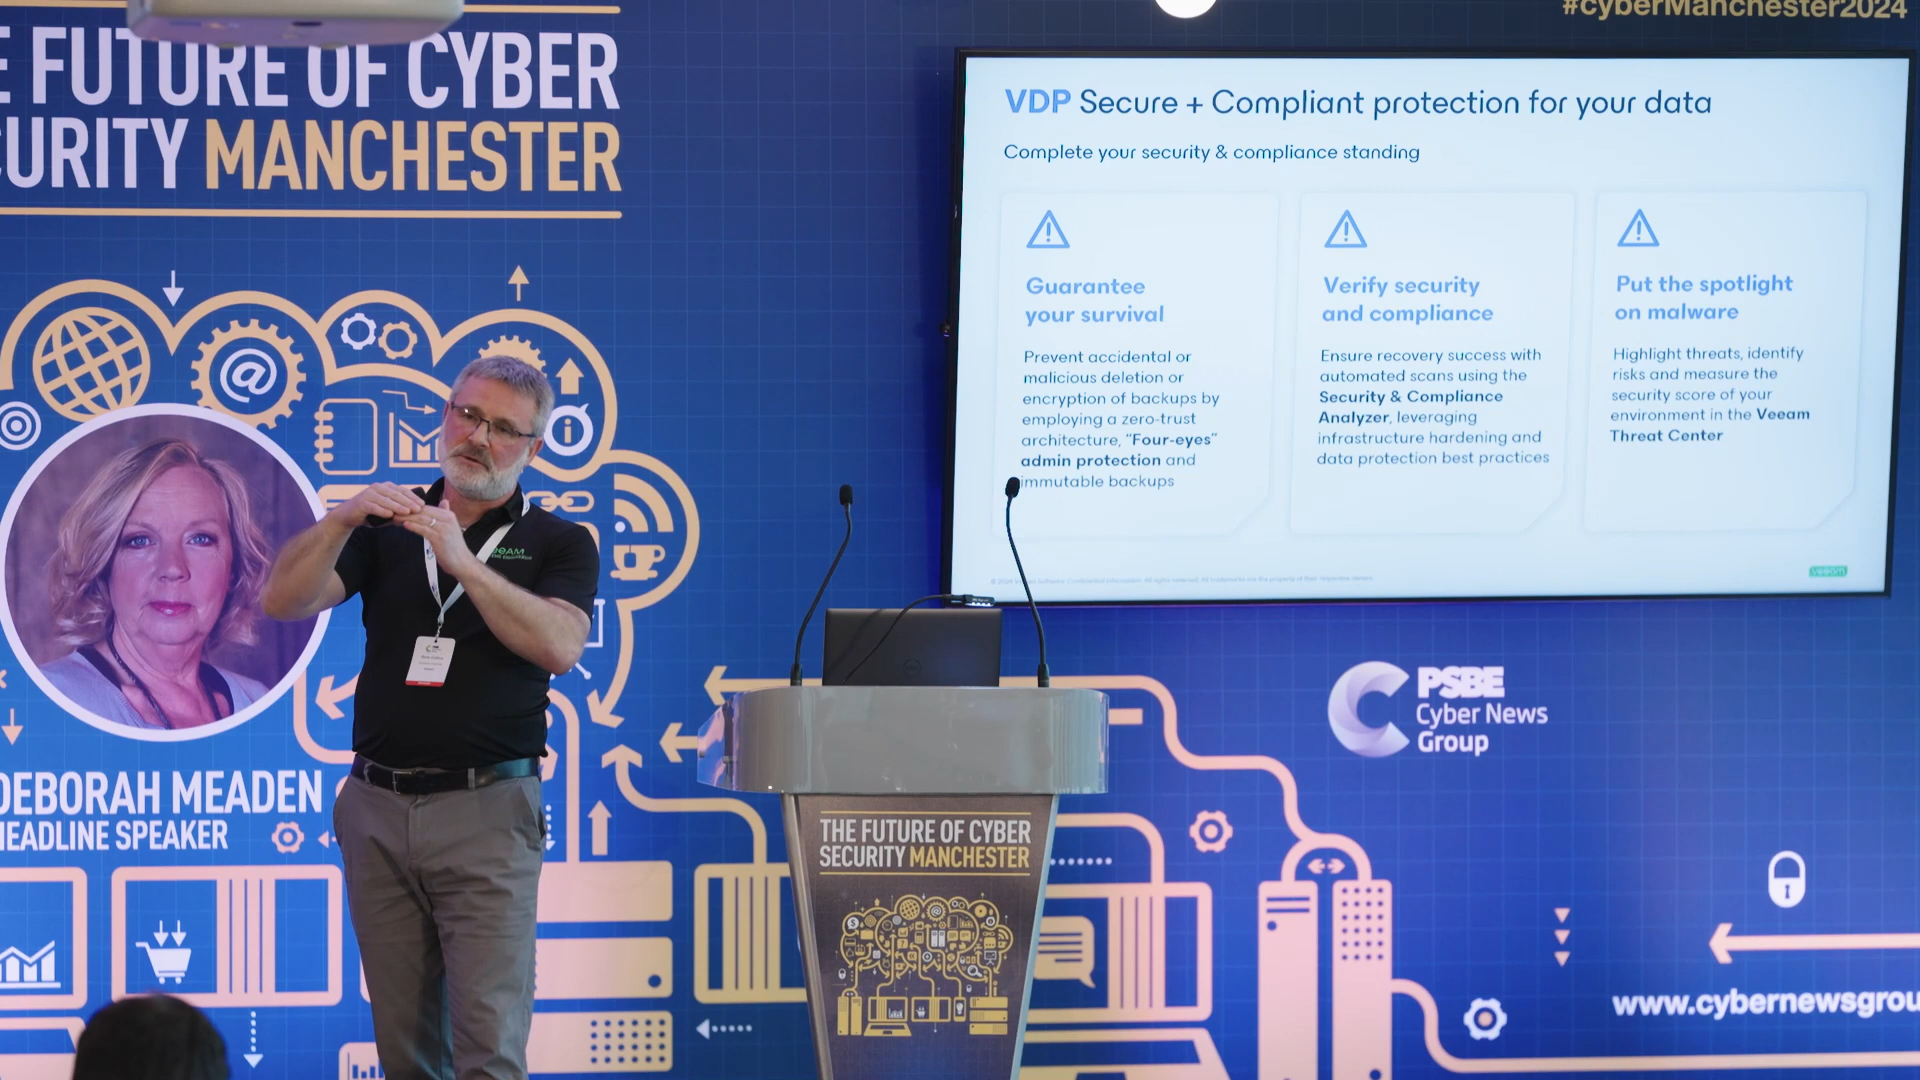 #cyberManchester2024
E FUTURE OF CYBER
CURITY MANCHESTER
DEBORAH MEADEN
HEADLINE SPEAKER
VDP Secure + Compliant protection for your data
Complete your security & compliance standing
Guarantee
your survival
Prevent accidental or
malicious deletion or
encryption of backups by
employing a zero-trust
architecture, “Four-eyes”
admin protection and
immutable backups
Verify security
and compliance
Ensure recovery success with
automated scans using the
Security & Compliance
Analyzer, leveraging
infrastructure hardening and
data protection best practices
Put the spotlight
on malware
Highlight threats, identify
risks and measure the
security score of your
environment in the Veeam
Threat Center
veeam
PSBE
Cyber News
Group
THE FUTURE OF CYBER
SECURITY MANCHESTER
www.cybernewsgrou